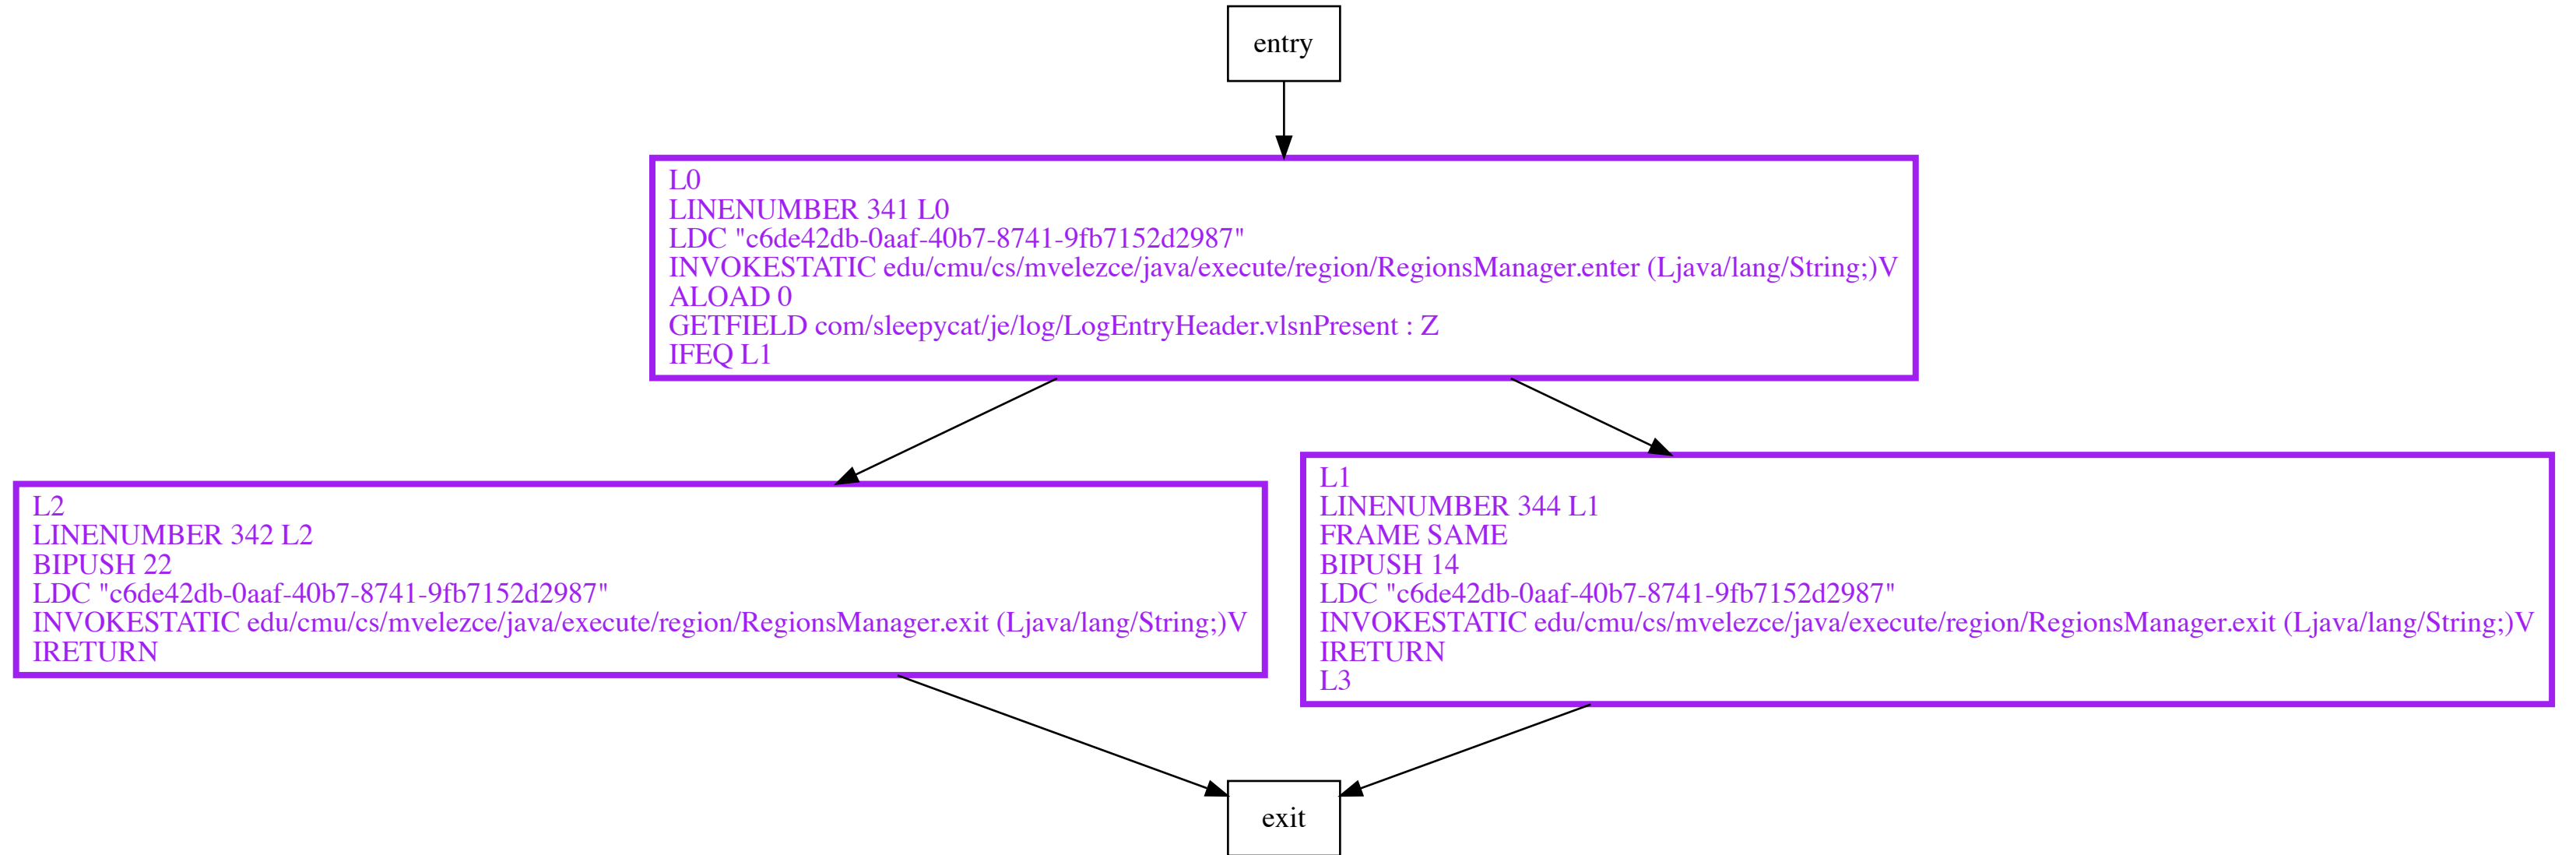 entry
L0
LINENUMBER 341 L0
LDC "c6de42db-0aaf-40b7-8741-9fb7152d2987"
INVOKESTATIC edu/cmu/cs/mvelezce/java/execute/region/RegionsManager.enter (Ljava/lang/String;)V
ALOAD 0
GETFIELD com/sleepycat/je/log/LogEntryHeader.vlsnPresent : Z
IFEQ L1
L2
LINENUMBER 342 L2
BIPUSH 22
LDC "c6de42db-0aaf-40b7-8741-9fb7152d2987"
INVOKESTATIC edu/cmu/cs/mvelezce/java/execute/region/RegionsManager.exit (Ljava/lang/String;)V
IRETURN
L1
LINENUMBER 344 L1
FRAME SAME
BIPUSH 14
LDC "c6de42db-0aaf-40b7-8741-9fb7152d2987"
INVOKESTATIC edu/cmu/cs/mvelezce/java/execute/region/RegionsManager.exit (Ljava/lang/String;)V
IRETURN
L3
exit